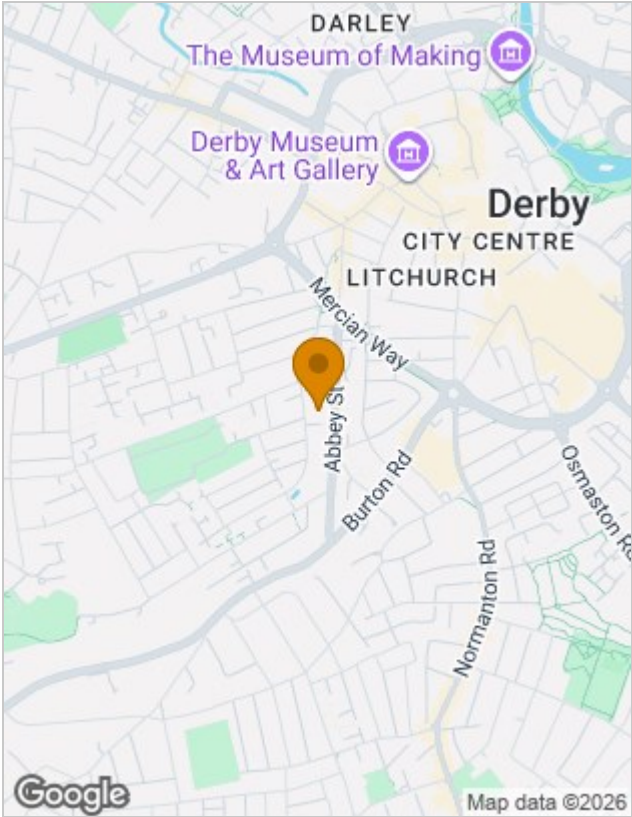 DARLEY
The Museum of Making
Derby Museum
& Art Gallery
Derby
CITY CENTRE
LITCHURCH
Mercian Way
Abbey St
Burton Rd
Osmaston Rd
Normanton Rd
Google
Map data ©2026